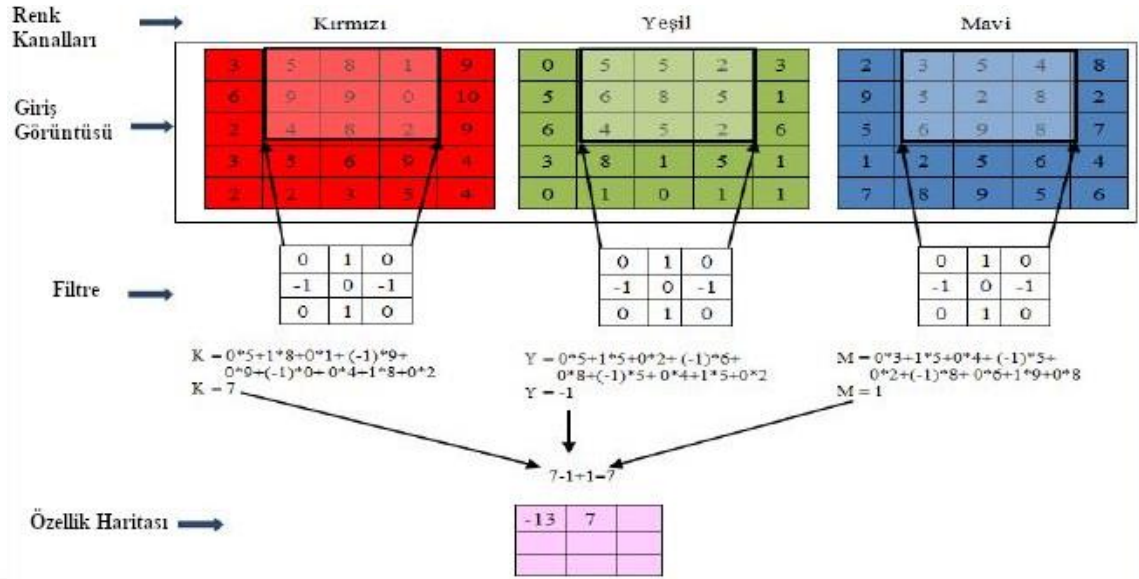 Renk
Kanalları
Kırmızı
Yeşil
Mavi
Giriş
Görüntüsü
3 5 8 1 9
6 9 9 0 10
2 4 8 2 9
3 5 6 9 4
2 2 3 5 4
0 5 5 2 3
5 6 8 5 1
6 4 5 2 6
3 8 1 5 1
0 1 0 1 1
2 3 5 4 8
9 5 2 8 2
5 6 9 8 7
1 2 5 6 4
7 8 9 5 6
Filtre
0 1 0
-1 0 -1
0 1 0
0 1 0
-1 0 -1
0 1 0
0 1 0
-1 0 -1
0 1 0
K = 0*5+1*8+0*1+ (-1)*9+
0*9+(-1)*0+ 0*4+1*8+0*2
K = 7
Y = 0*5+1*5+0*2+ (-1)*6+
0*8+(-1)*5+ 0*4+1*5+0*2
Y = -1
M = 0*3+1*5+0*4+ (-1)*5+
0*2+(-1)*8+ 0*6+1*9+0*8
M = 1
7-1+1=7
Özellik Haritası
-13 7